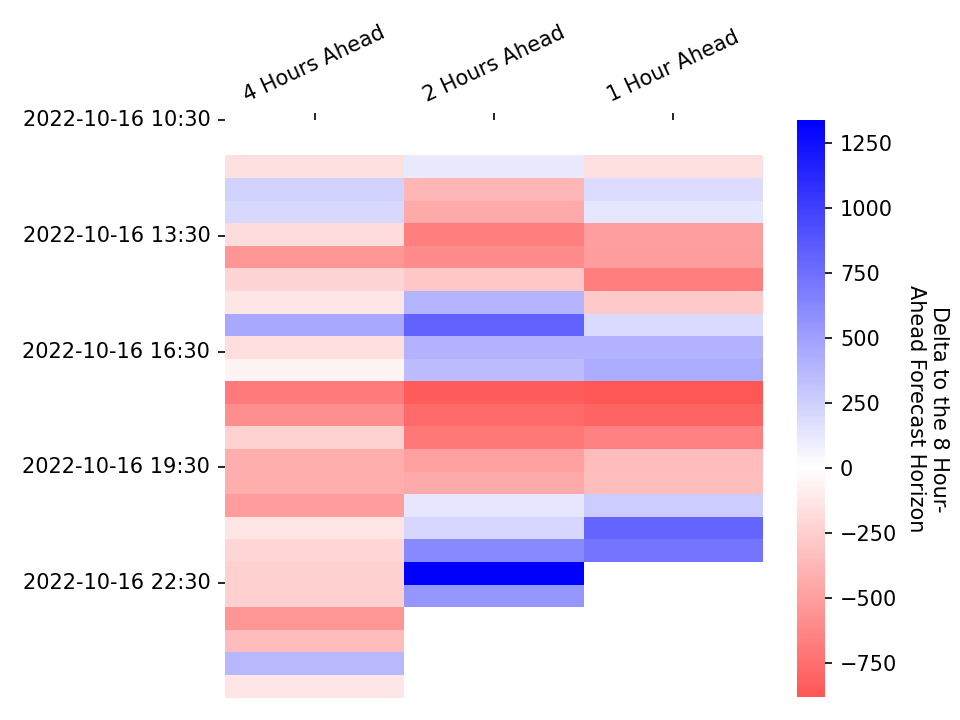 4 Hours Ahead
2 Hours Ahead
1 Hour Ahead
2022-10-16 10:30
2022-10-16 13:30
2022-10-16 16:30
2022-10-16 19:30
2022-10-16 22:30
1250
1000
750
500
250
0
−250
−500
−750
Delta to the 8 Hour-
Ahead Forecast Horizon